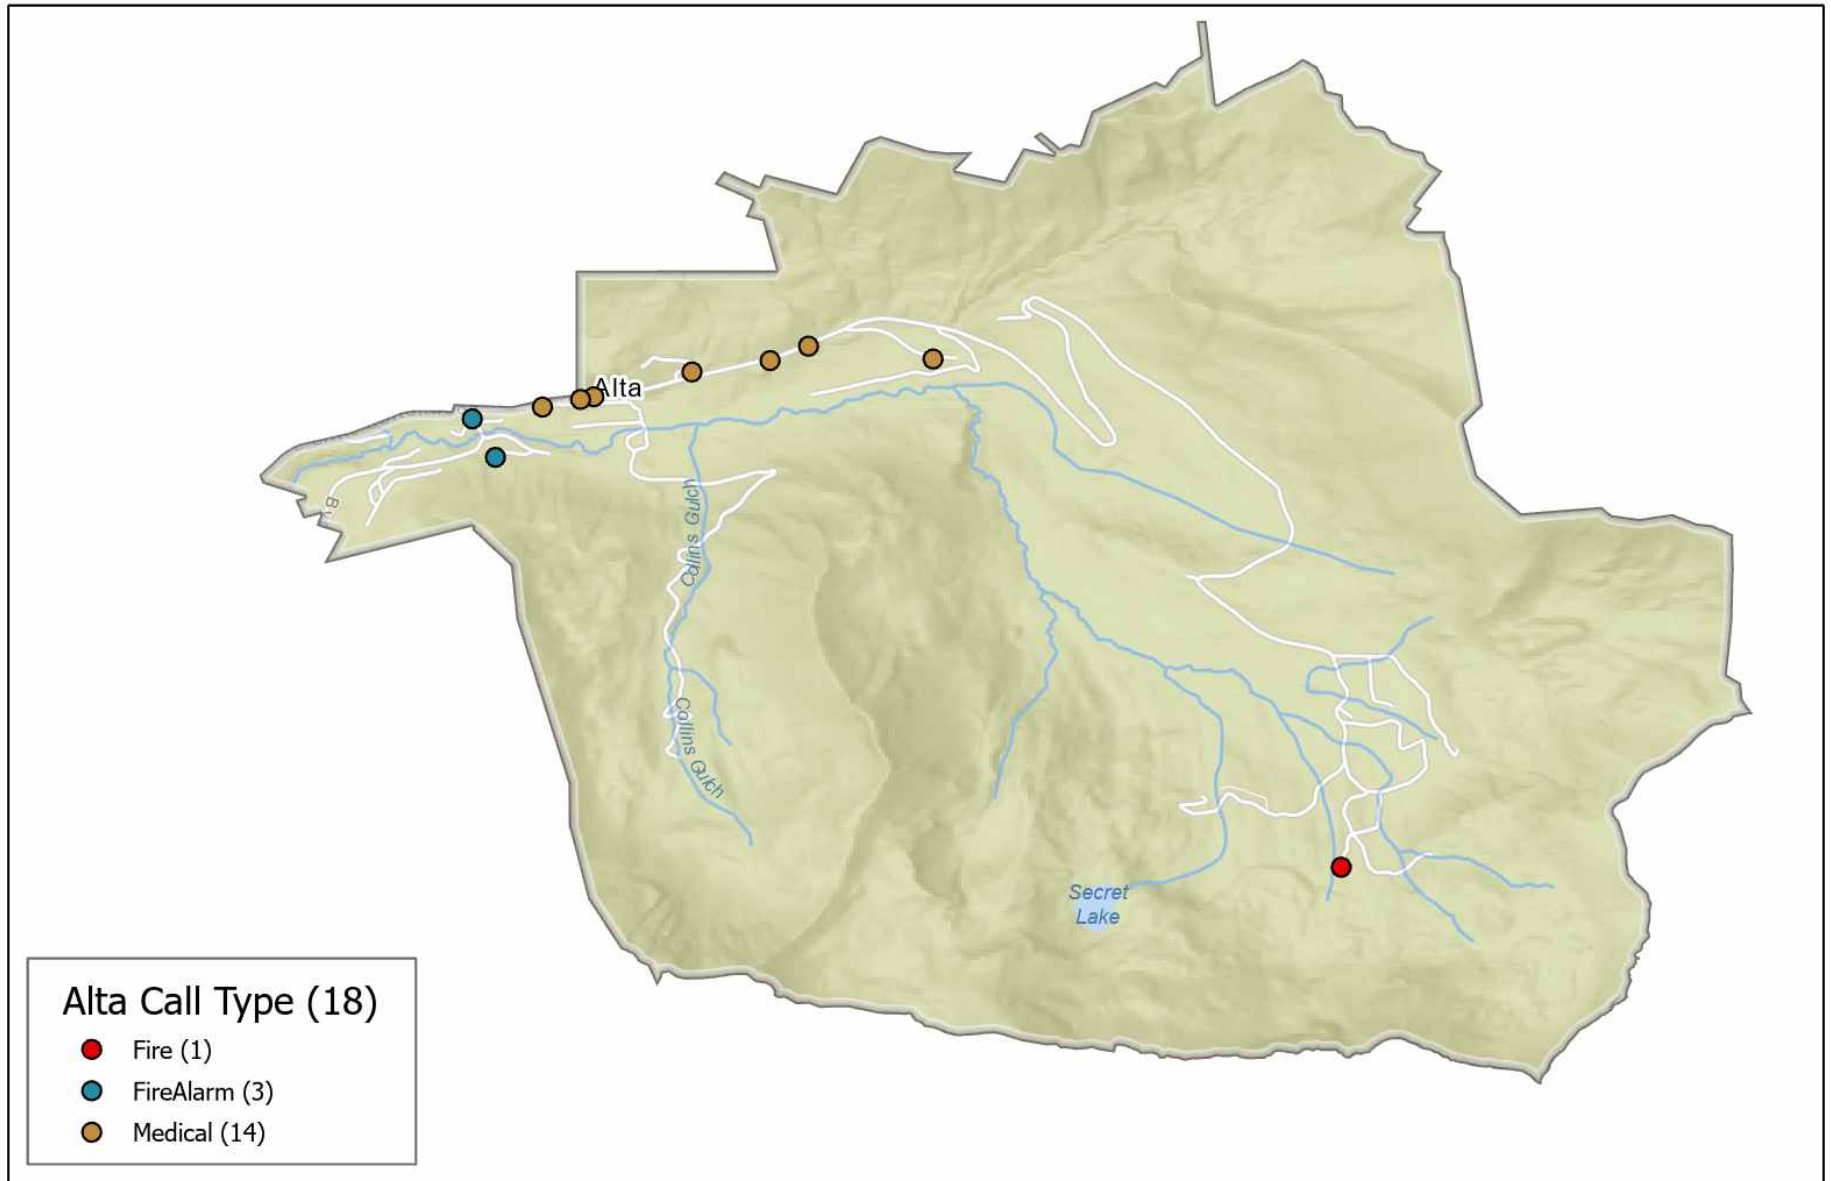 Alta
Collins Gulch
Collins Gulch
Secret
Lake
Alta Call Type (18)
Fire (1)
FireAlarm (3)
Medical (14)